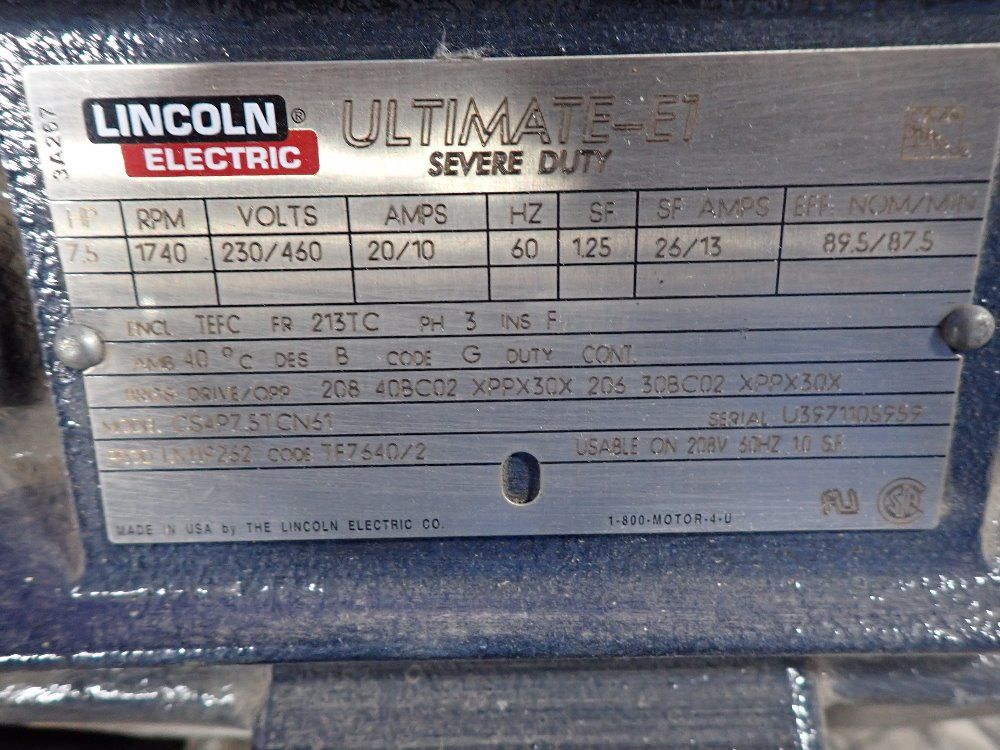 3A267
LINCOLN ® ULTIMATE-E1
ELECTRIC SEVERE DUTY
HP RPM VOLTS AMPS HZ SF SF AMPS EFF NOM/MIN
7.5 1740 230/460 20/10 60 1.25 26/13 89.5/87.5
ENCL TEFC FR 213TC PH 3 INS F
AMB 40 °C DES B CODE G DUTY CONT.
BRGS-DRIVE/OPP 208 40BC02 XPPX30X 206 30BC02 XPPX30X
MODEL CS4P7.5TCN61 SERIAL U3971105959
CODE TF7640/2 USABLE ON 208V 60HZ 1.0 S.F.
MADE IN USA by THE LINCOLN ELECTRIC CO. 1-800-MOTOR-4-U